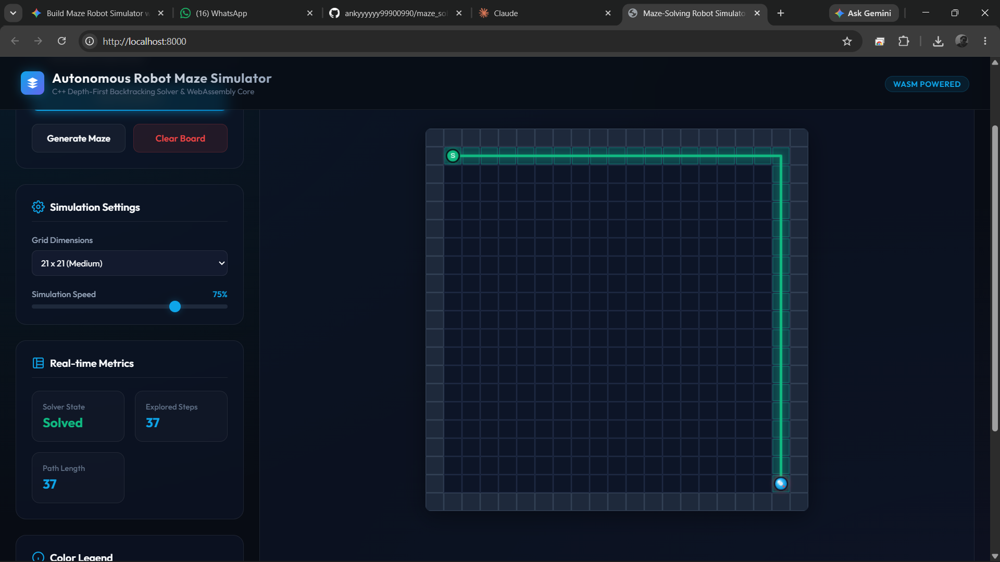 Build Maze Robot Simulator w
(16) WhatsApp
ankyyyyyy99900990/maze_sol
Claude
Maze-Solving Robot Simulato
Ask Gemini
http://localhost:8000
Autonomous Robot Maze Simulator
C++ Depth-First Backtracking Solver & WebAssembly Core
WASM POWERED
Generate Maze
Clear Board
Simulation Settings
Grid Dimensions
21 x 21 (Medium)
Simulation Speed
75%
Real-time Metrics
Solver State
Solved
Explored Steps
37
Path Length
37
Color Legend
S